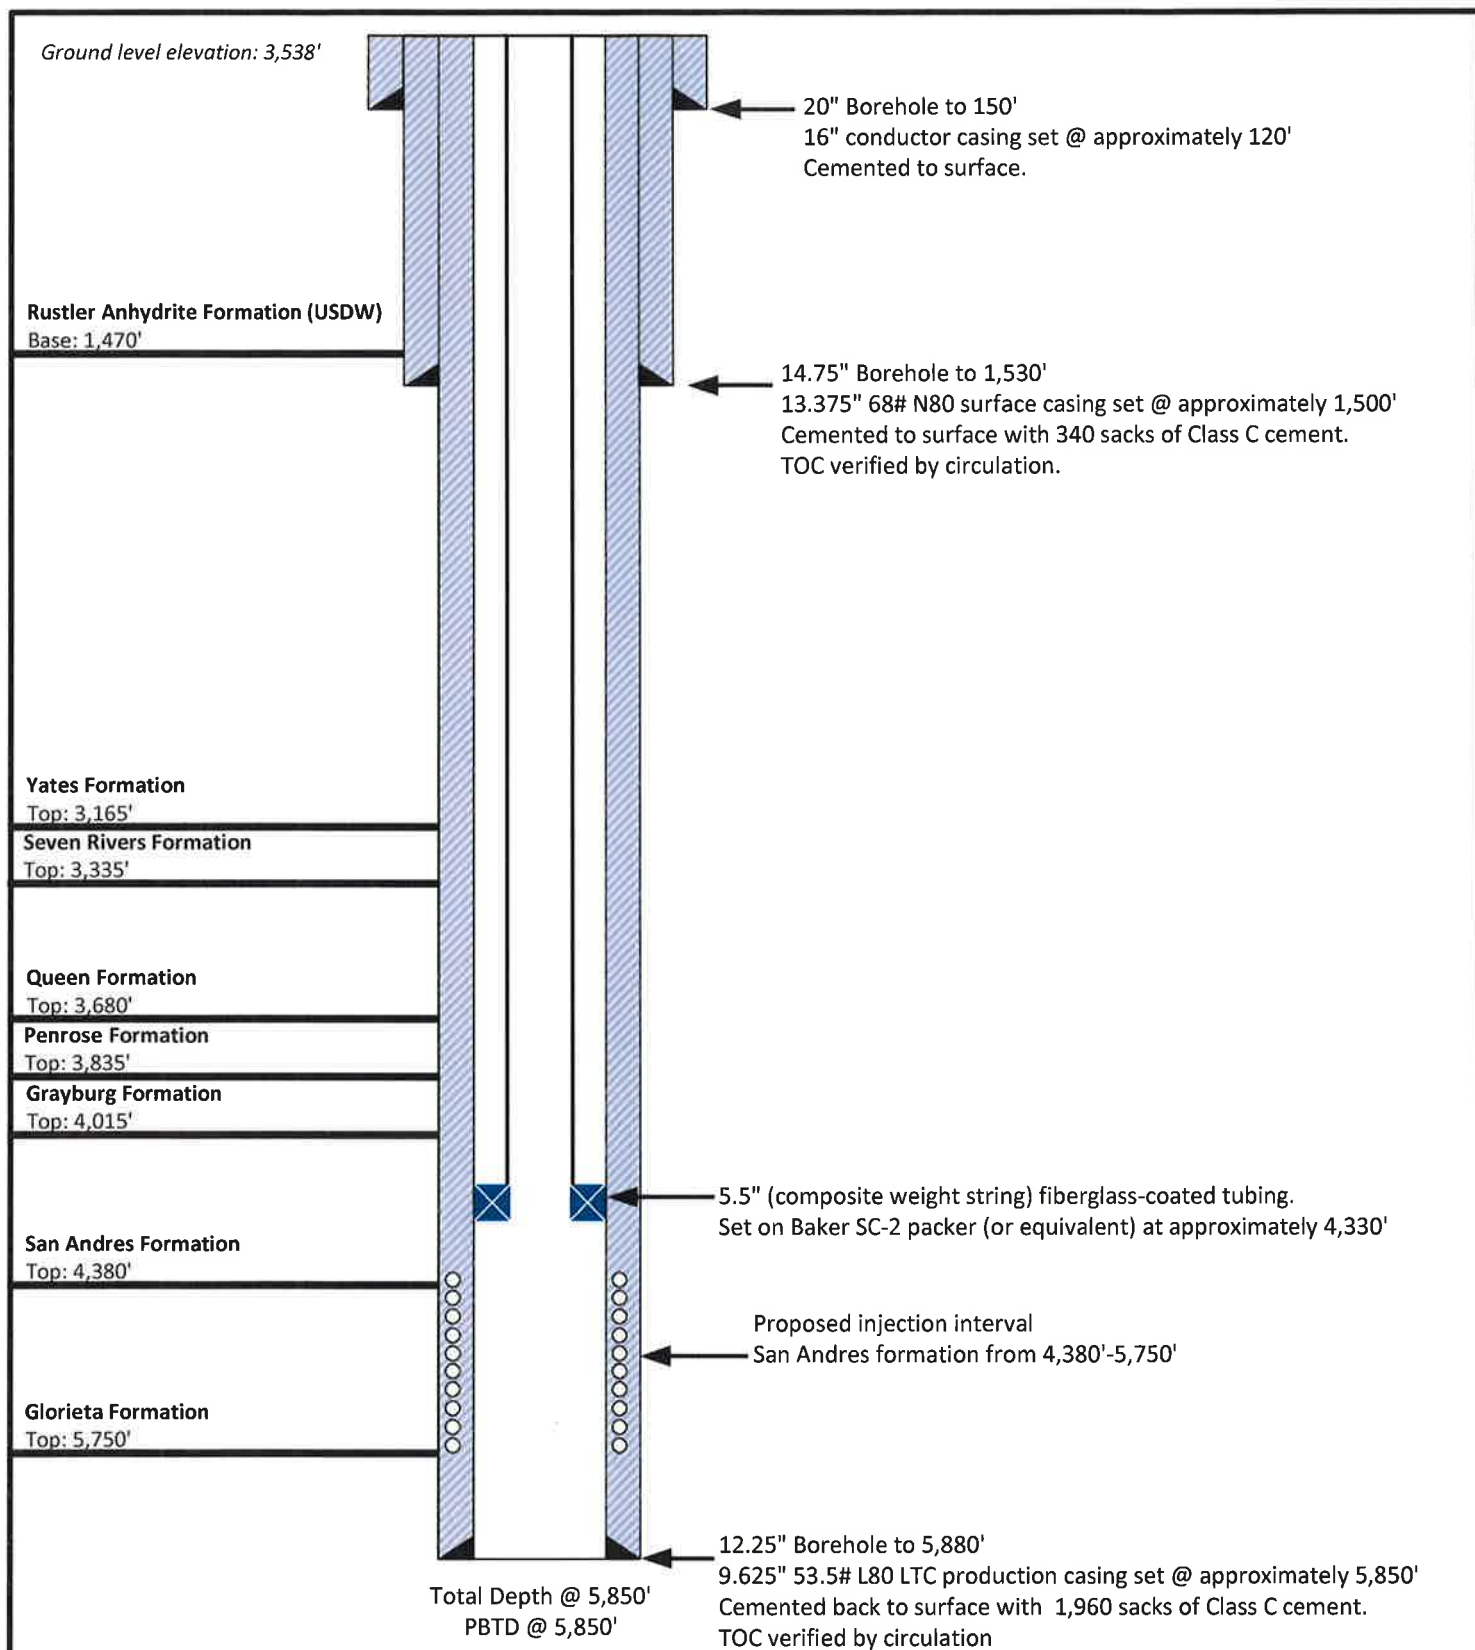 Ground level elevation: 3,538'
20" Borehole to 150'
16" conductor casing set @ approximately 120'
Cemented to surface.
Rustler Anhydrite Formation (USDW)
Base: 1,470'
14.75" Borehole to 1,530'
13.375" 68# N80 surface casing set @ approximately 1,500'
Cemented to surface with 340 sacks of Class C cement.
TOC verified by circulation.
Yates Formation
Top: 3,165'
Seven Rivers Formation
Top: 3,335'
Queen Formation
Top: 3,680'
Penrose Formation
Top: 3,835'
Grayburg Formation
Top: 4,015'
5.5" (composite weight string) fiberglass-coated tubing.
Set on Baker SC-2 packer (or equivalent) at approximately 4,330'
San Andres Formation
Top: 4,380'
Proposed injection interval
San Andres formation from 4,380'-5,750'
Glorieta Formation
Top: 5,750'
12.25" Borehole to 5,880'
9.625" 53.5# L80 LTC production casing set @ approximately 5,850'
Cemented back to surface with 1,960 sacks of Class C cement.
TOC verified by circulation
Total Depth @ 5,850'
PBTD @ 5,850'